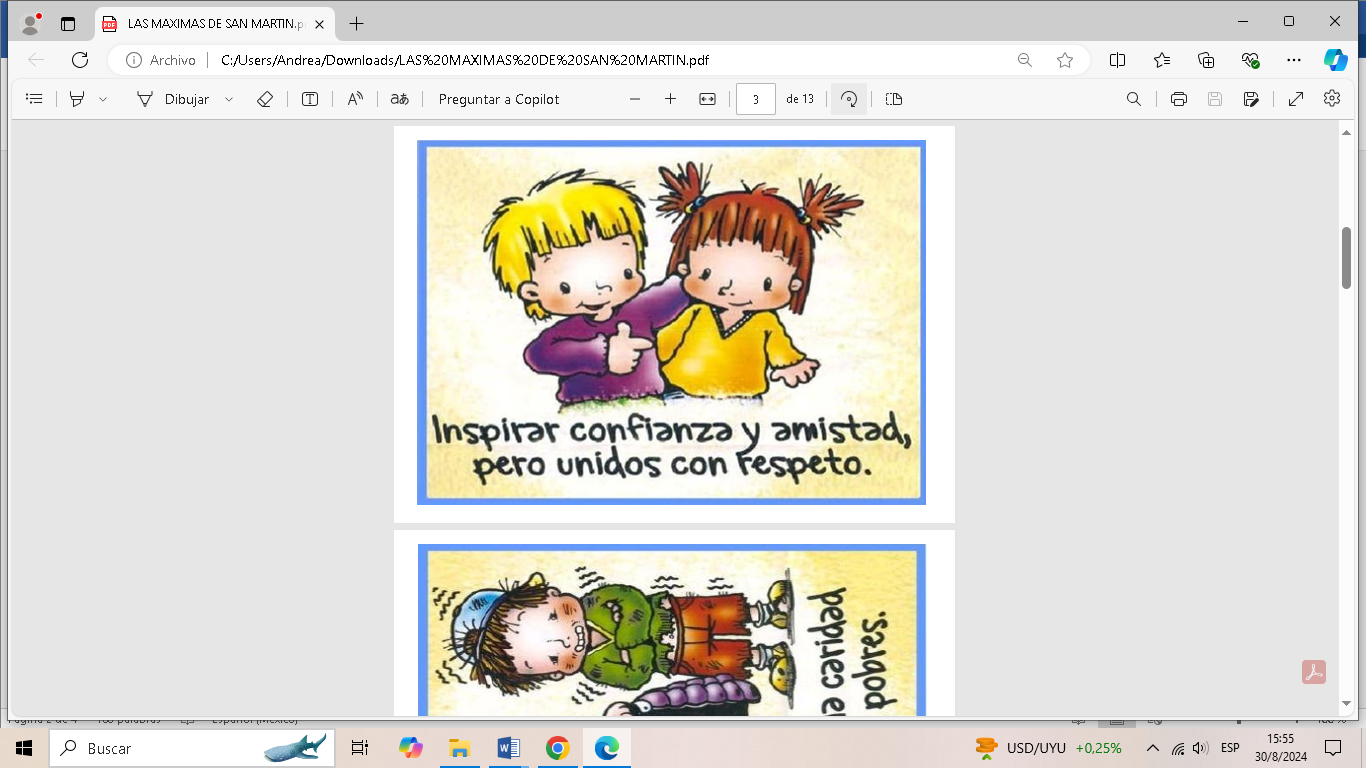 LAS MAXIMAS DE SAN MARTIN.p
Archivo
C:/Users/Andrea/Downloads/LAS%20MAXIMAS%20DE%20SAN%20MARTIN.pdf
Dibujar
Preguntar a Copilot
3 de 13
Inspirar confianza y amistad,
pero unidos con respeto.
caridad
pobres.
Español (México)
Buscar
USD/UYU +0,25%
ESP
15:55
30/8/2024